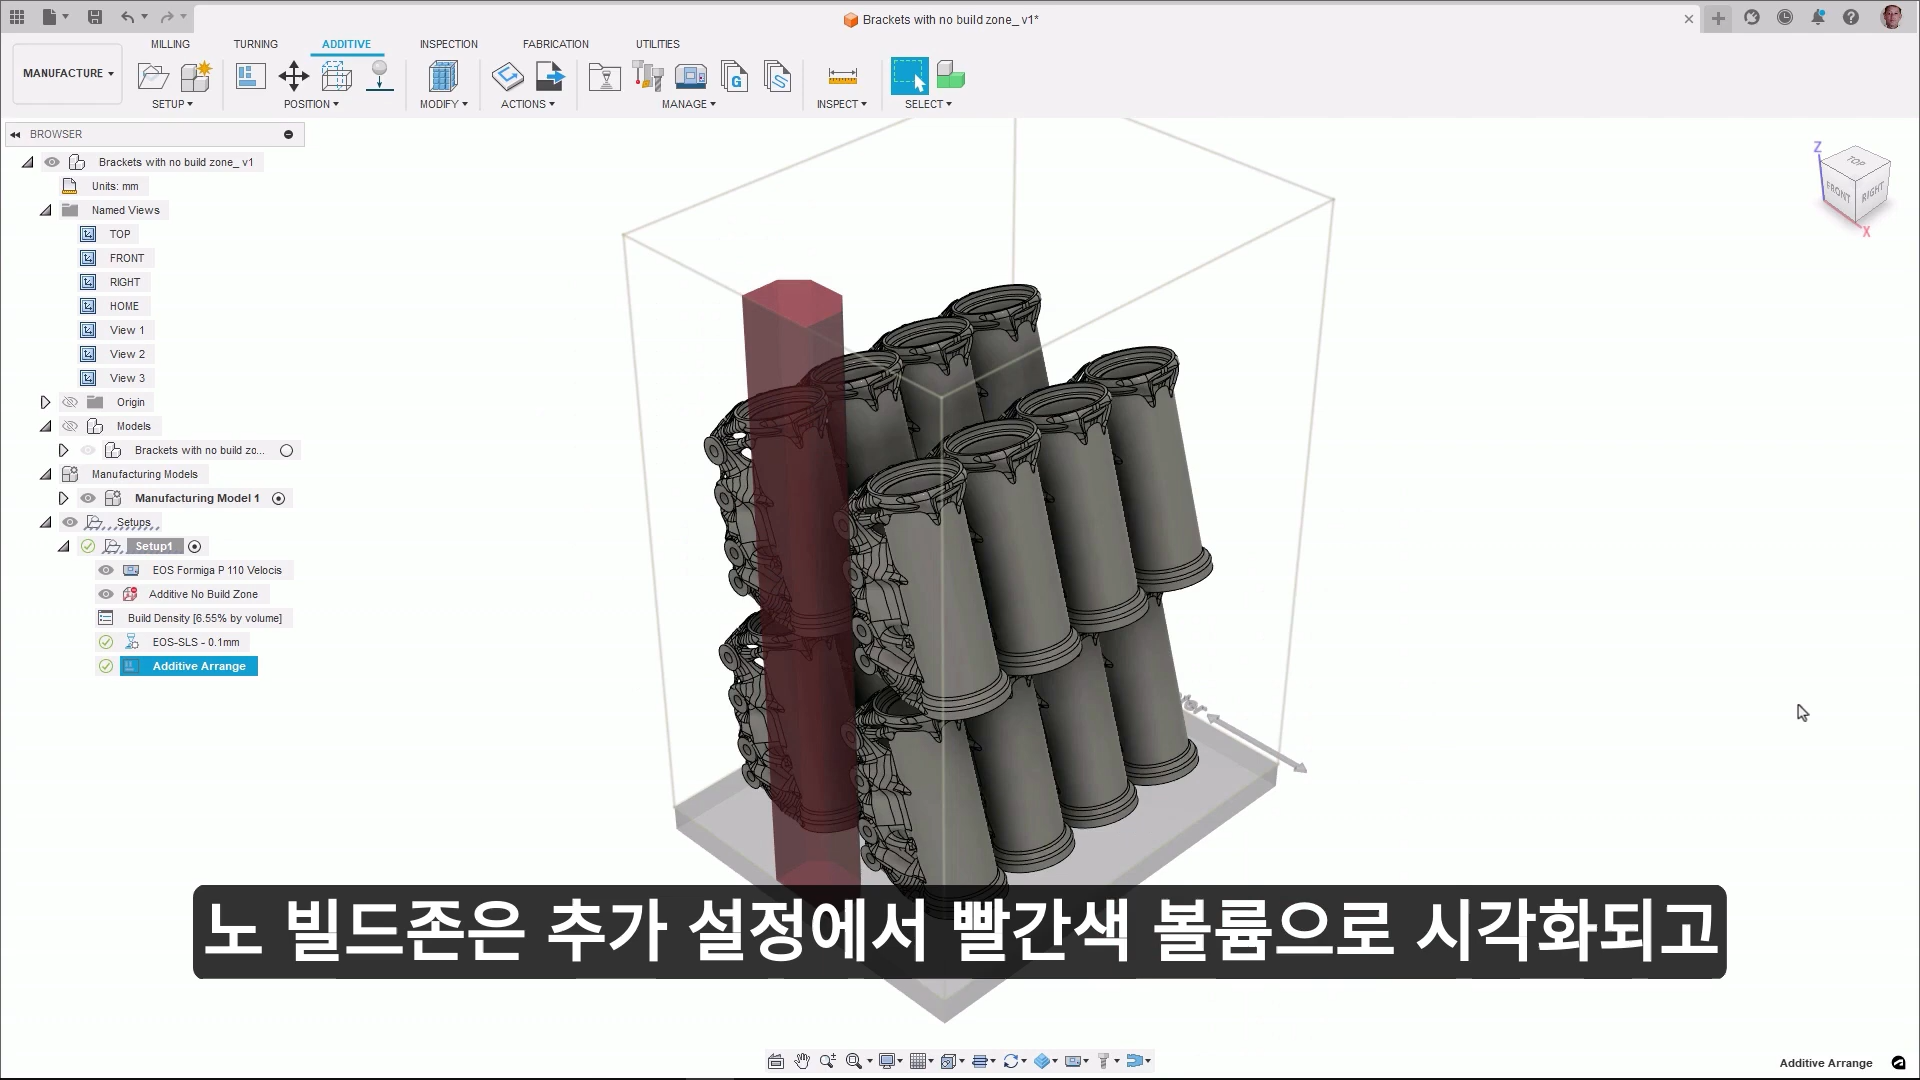 Brackets with no build zone_ v1*
MANUFACTURE
MILLING
TURNING
ADDITIVE
INSPECTION
FABRICATION
UTILITIES
SETUP
POSITION
MODIFY
ACTIONS
MANAGE
INSPECT
SELECT
BROWSER
Brackets with no build zone_ v1
Units: mm
Named Views
TOP
FRONT
RIGHT
HOME
View 1
View 2
View 3
Origin
Models
Brackets with no build zo...
Manufacturing Models
Manufacturing Model 1
Setups
Setup1
EOS Formiga P 110 Velocis
Additive No Build Zone
Build Density [6.55% by volume]
EOS-SLS - 0.1mm
Additive Arrange
Z
TOP
FRONT
RIGHT
X
노 빌드존은 추가 설정에서 빨간색 볼륨으로 시각화되고
Additive Arrange